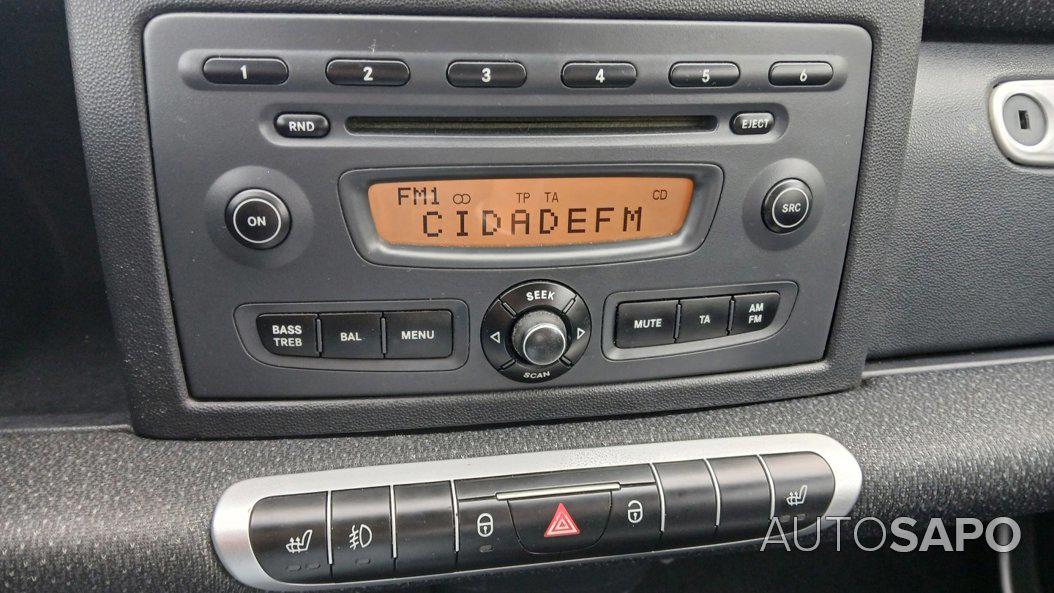 1 2 3 4 5 6
RND EJECT
FM1 TP TA CD
ON CIDADEFM SRC
SEEK
BASS TREB BAL MENU MUTE TA AM FM
SCAN
AUTOSAPO